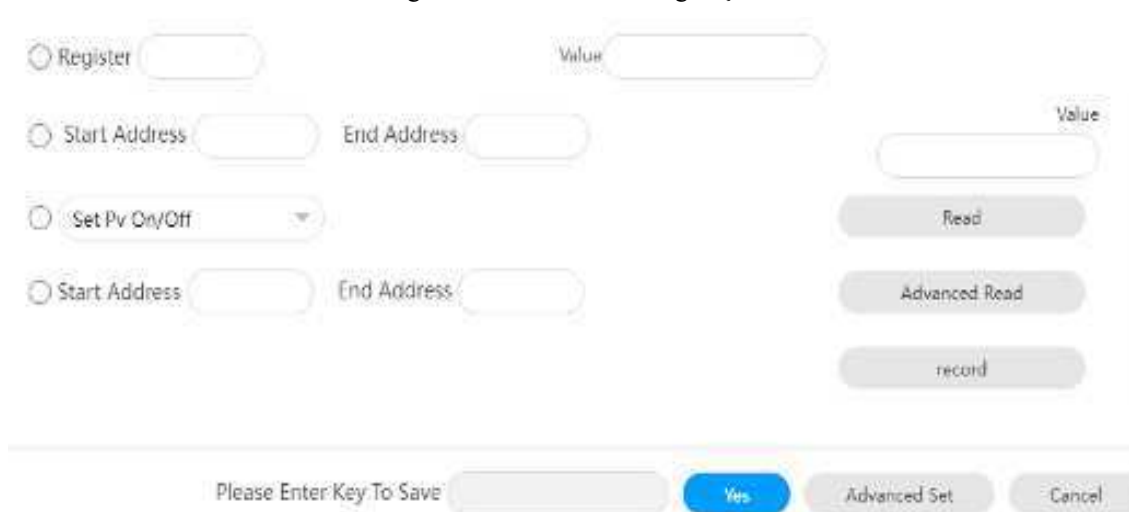 Register Value
Value
Start Address End Address
Set Pv On/Off
Read
Start Address End Address
Advanced Read
record
Please Enter Key To Save Yes Advanced Set Cancel